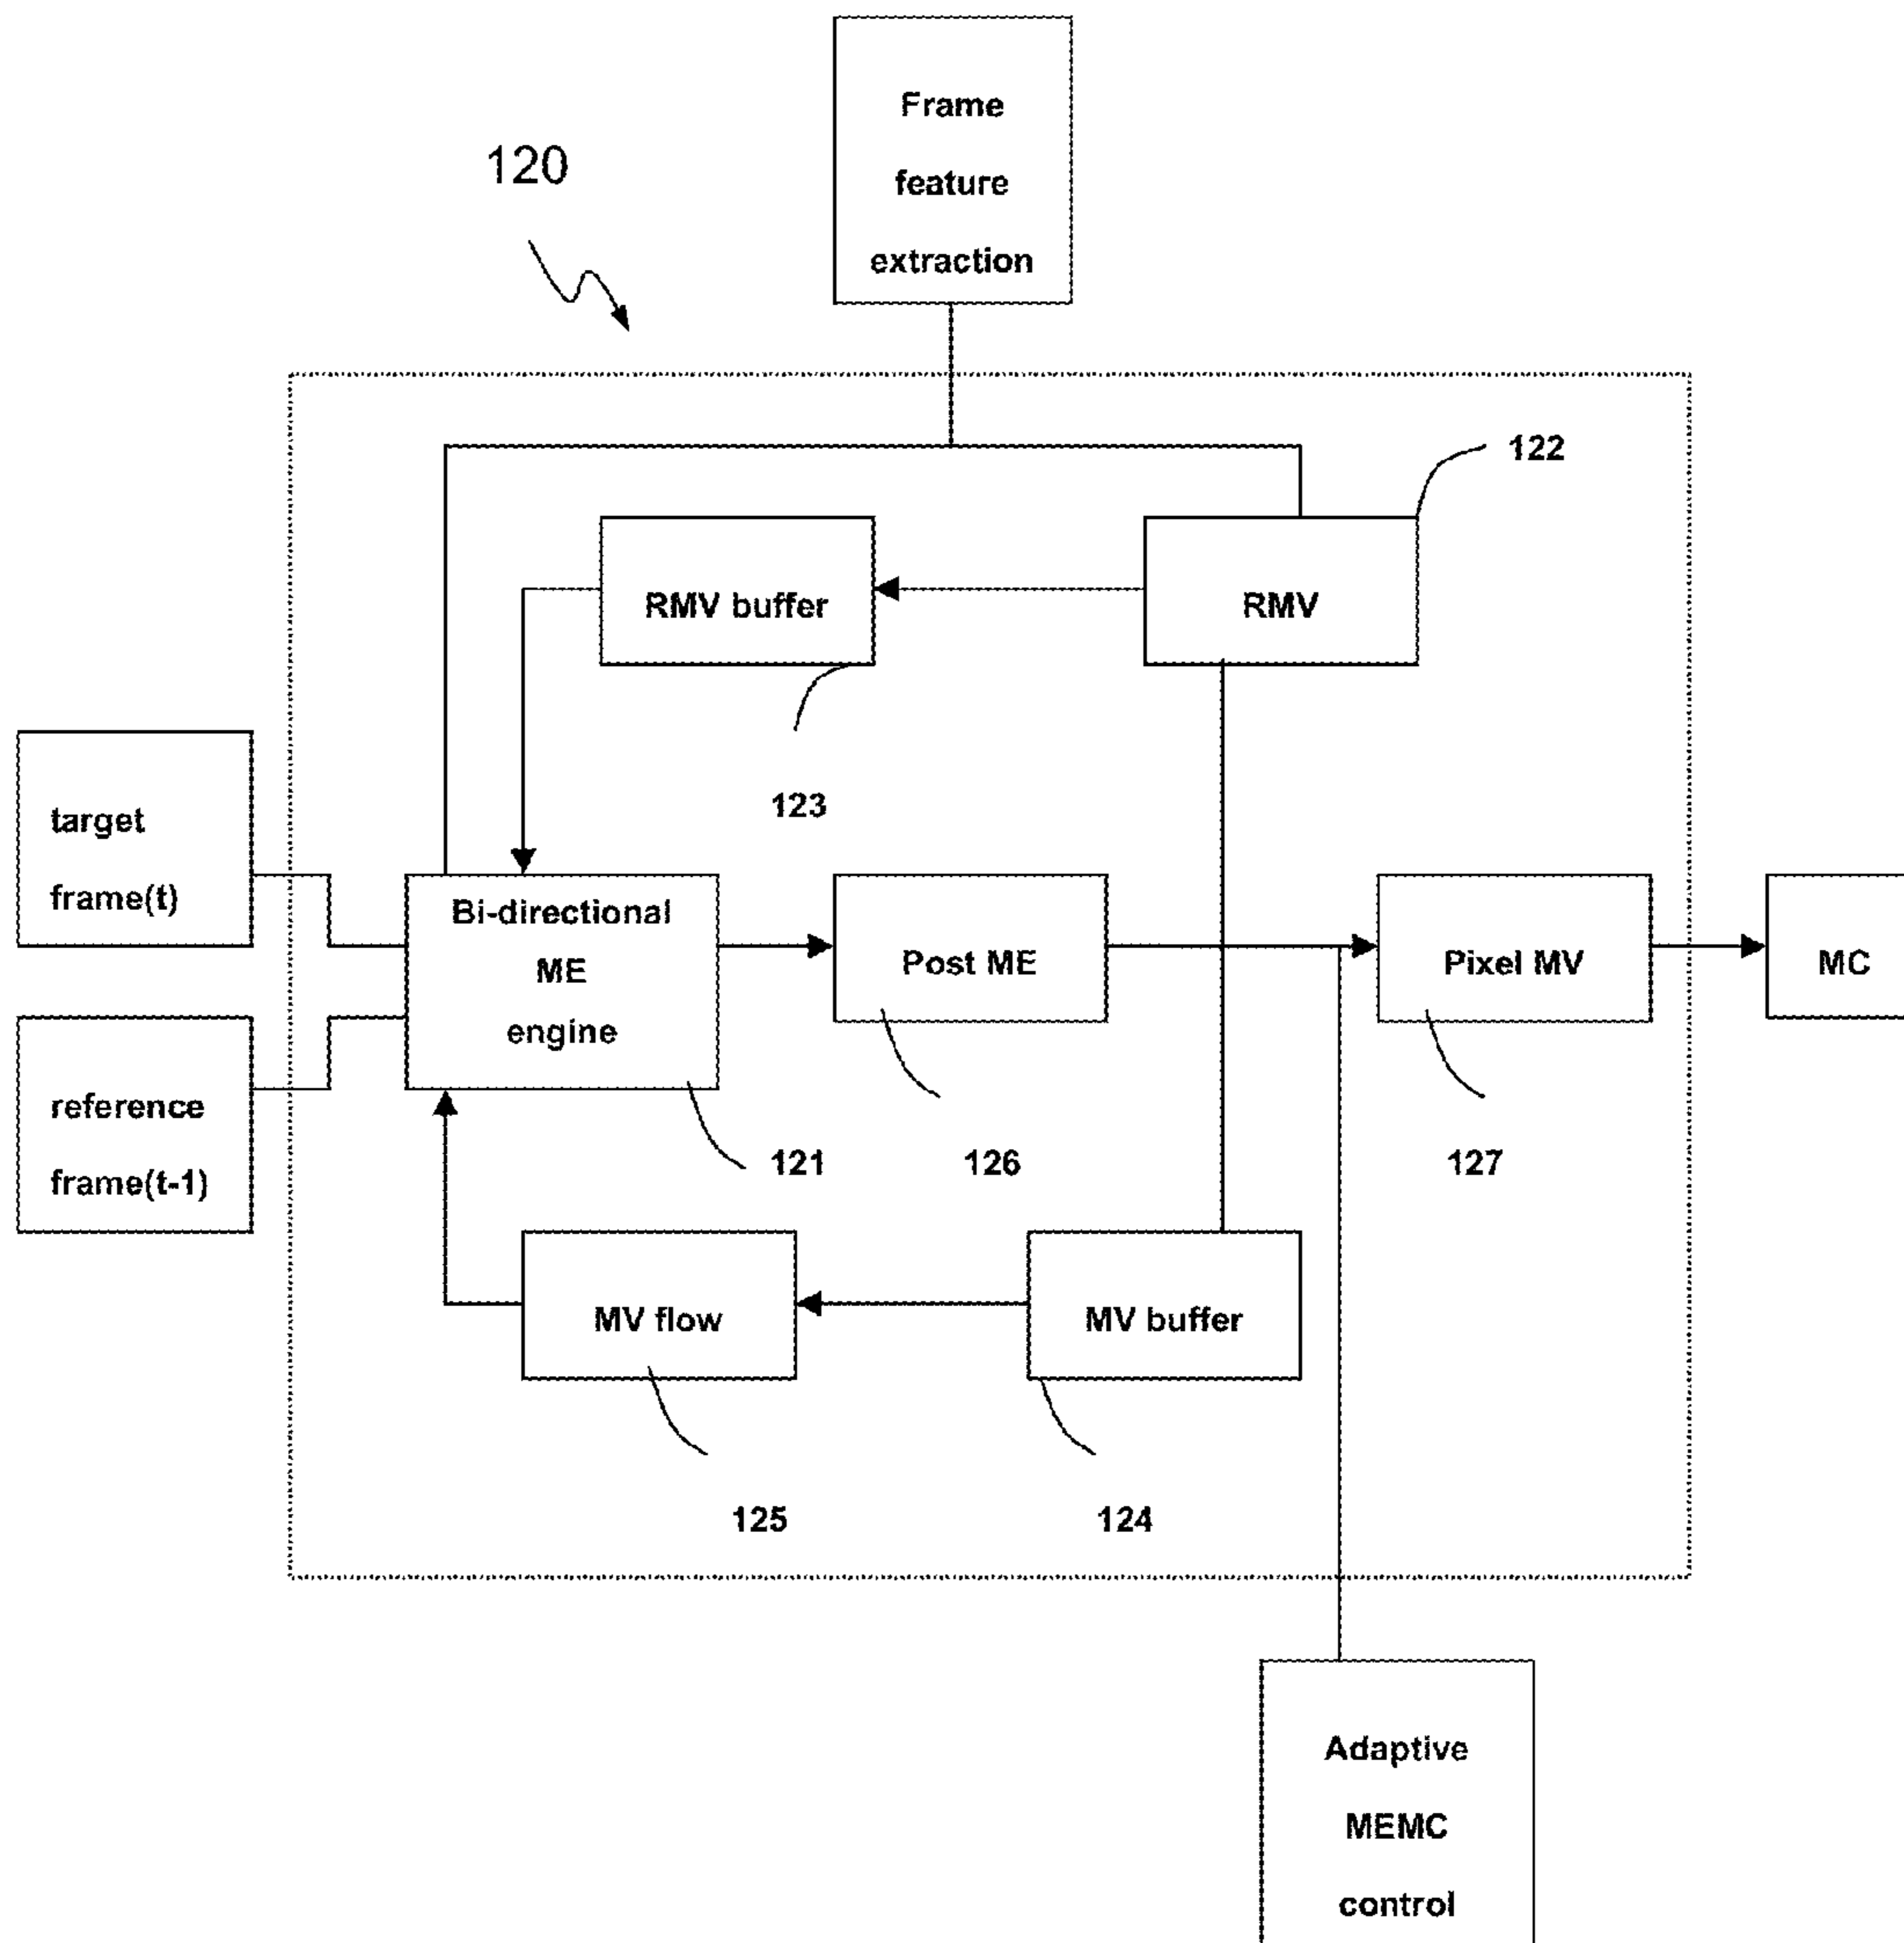 Frame
feature
extraction
120
122
RMV buffer
RMV
123
target
frame(t)
Bi-directional
ME
engine
Post ME
Pixel MV
MC
reference
frame(t-1)
121
126
127
MV flow
MV buffer
125
124
Adaptive
MEMC
control